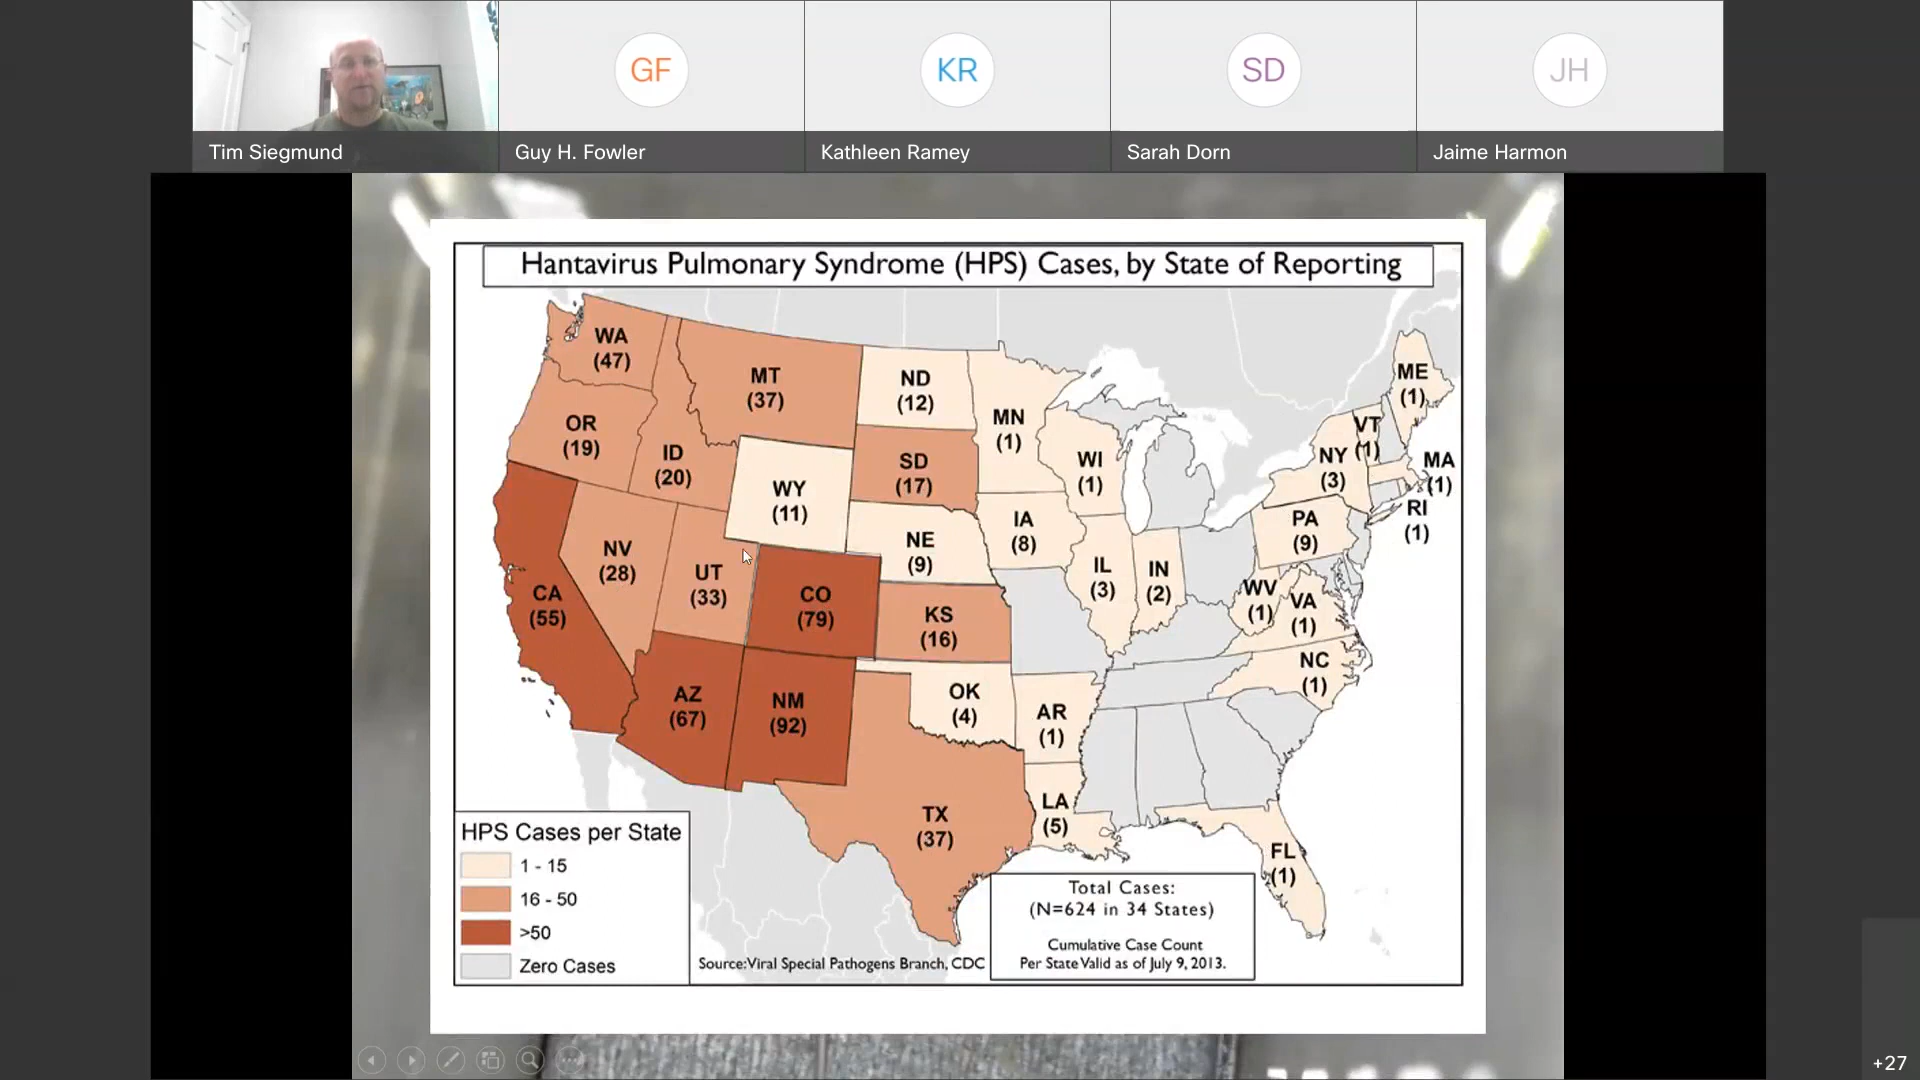 GF
KR
SD
JH
Tim Siegmund
Guy H. Fowler
Kathleen Ramey
Sarah Dorn
Jaime Harmon
Hantavirus Pulmonary Syndrome (HPS) Cases, by State of Reporting
WA
(47)
MT
(37)
ND
(12)
MN
(1)
ME
(1)
VT
(1)
OR
(19)
ID
(20)
SD
(17)
WI
(1)
NY
(3)
MA
(1)
WY
(11)
RI
(1)
IA
(8)
PA
(9)
NE
(9)
NV
(28)
UT
(33)
CO
(79)
CA
(55)
IL
(3)
IN
(2)
WV
(1)
VA
(1)
KS
(16)
NC
(1)
AZ
(67)
NM
(92)
OK
(4)
AR
(1)
TX
(37)
LA
(5)
FL
(1)
HPS Cases per State
1 - 15
16 - 50
>50
Zero Cases
Source:Viral Special Pathogens Branch, CDC
Total Cases:
(N=624 in 34 States)
Cumulative Case Count
Per State Valid as of July 9, 2013.
+27